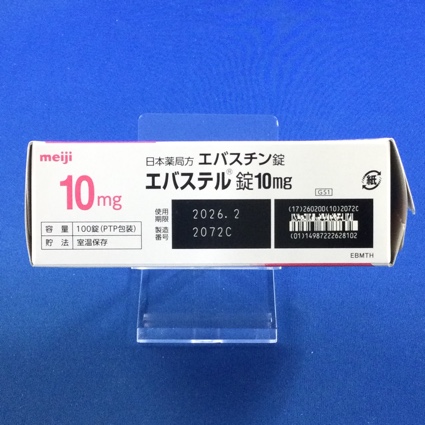 meiji
10mg
日本薬局方 エバスチン錠
エバステル®錠10mg
GS1
使用期限 2026.2
製造番号 2072C
(17)260200(10)2072C
(01)14987222628102
容量 100錠(PTP包装)
貯法 室温保存
EBMTH
紙